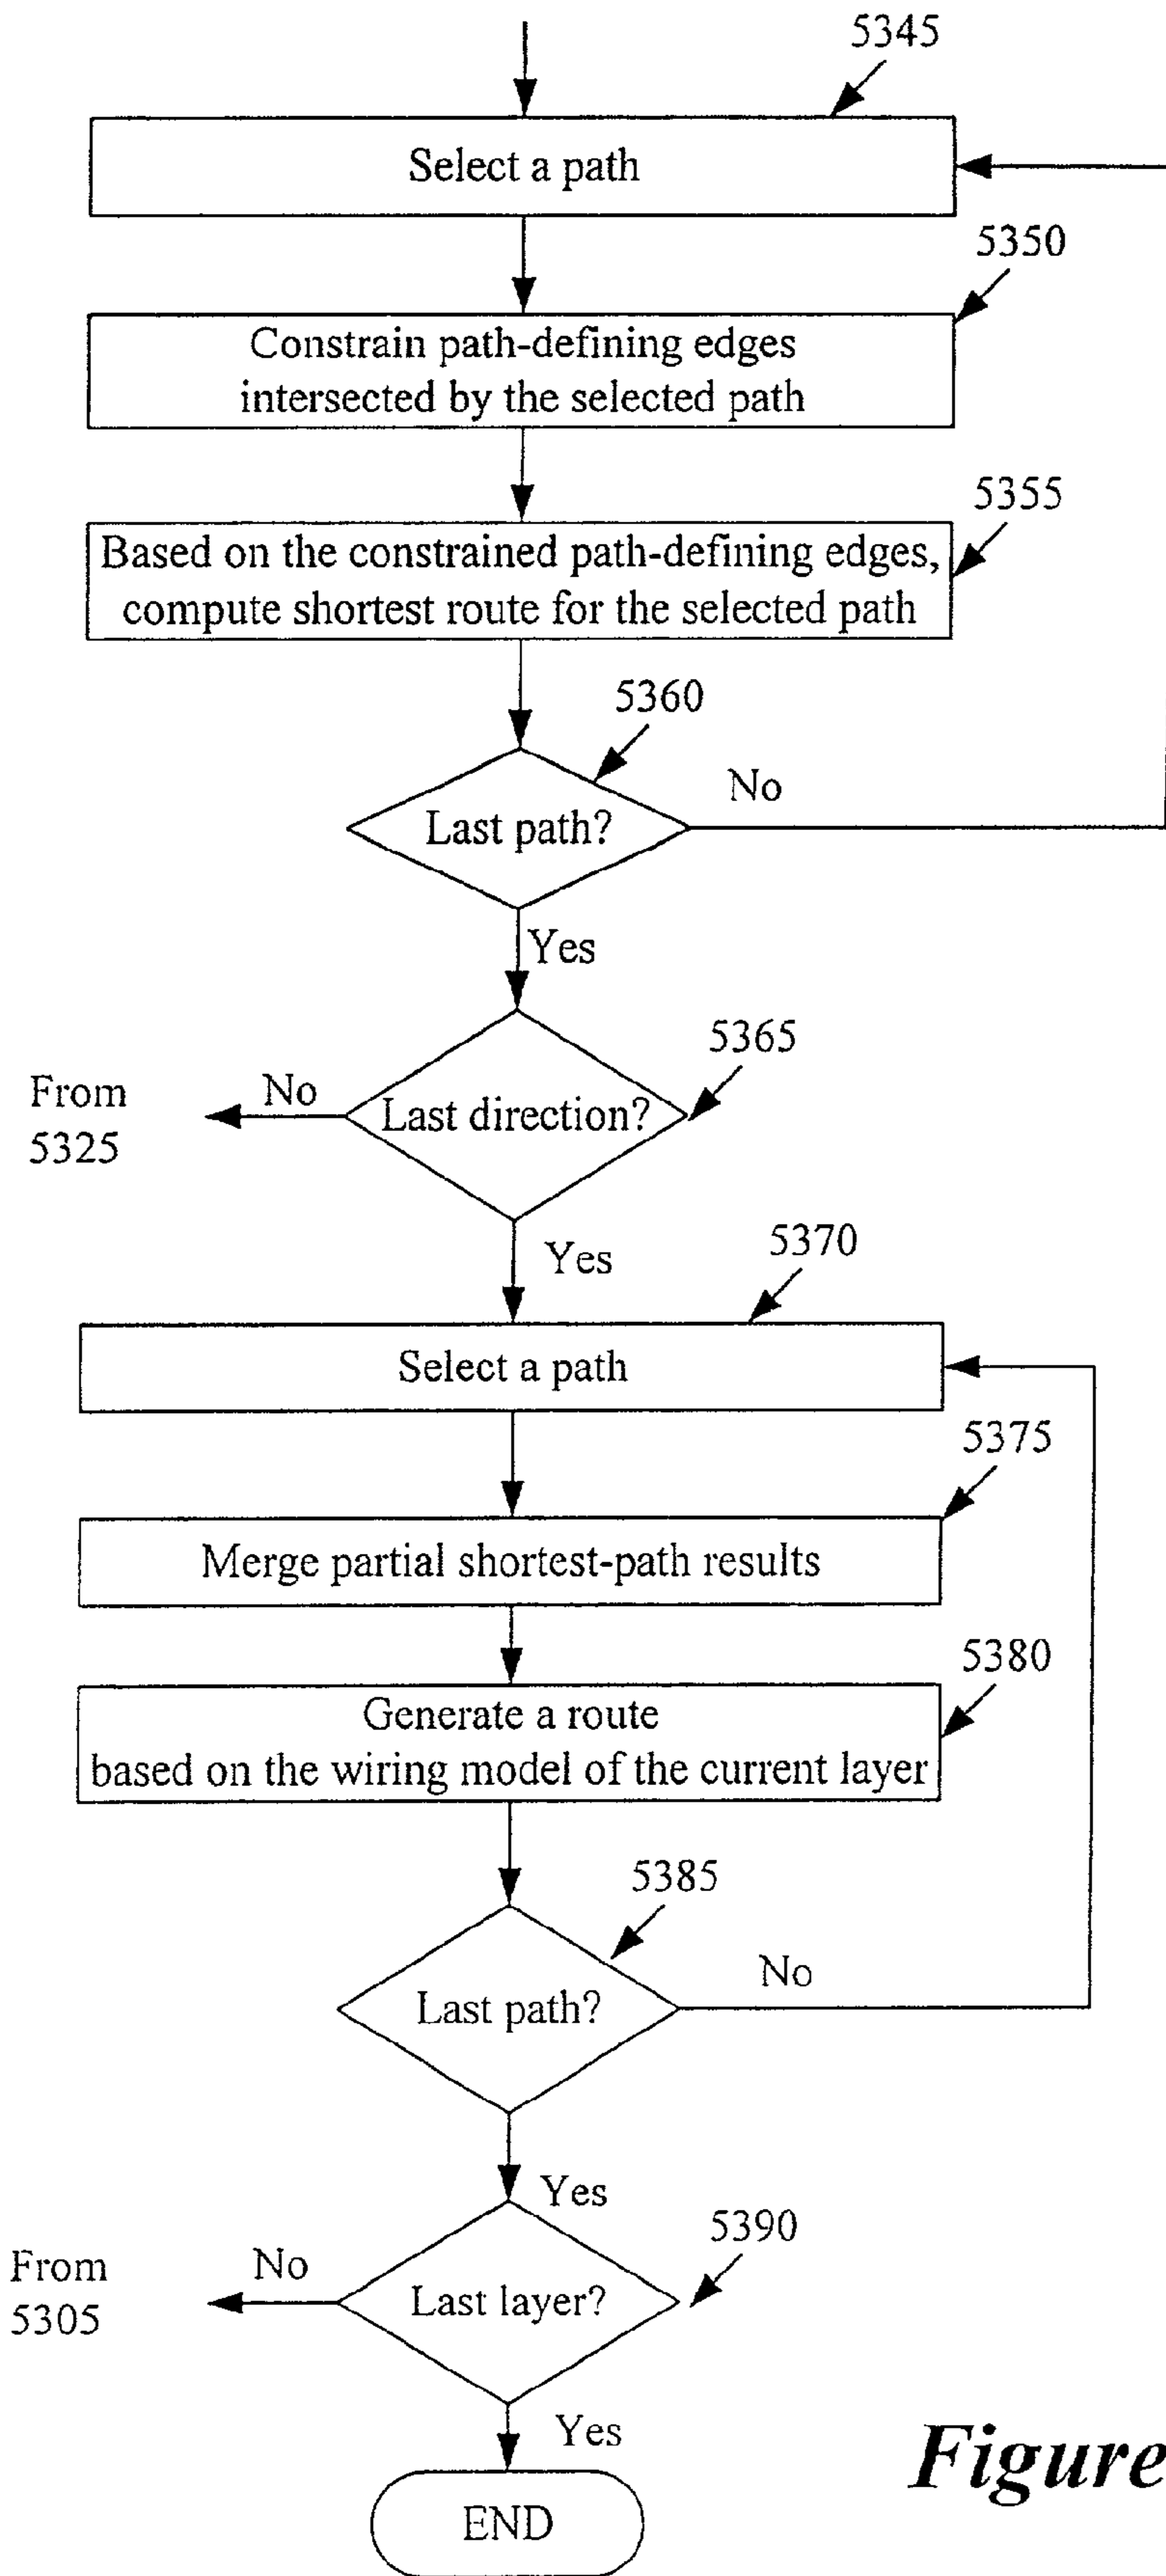 5345
Select a path
5350
Constrain path-defining edges
intersected by the selected path
5355
Based on the constrained path-defining edges,
compute shortest route for the selected path
5360
Last path?
No
Yes
5365
From
5325
No
Last direction?
Yes
5370
Select a path
5375
Merge partial shortest-path results
5380
Generate a route
based on the wiring model of the current layer
5385
Last path?
No
Yes
5390
From
5305
No
Last layer?
Yes
END
Figure